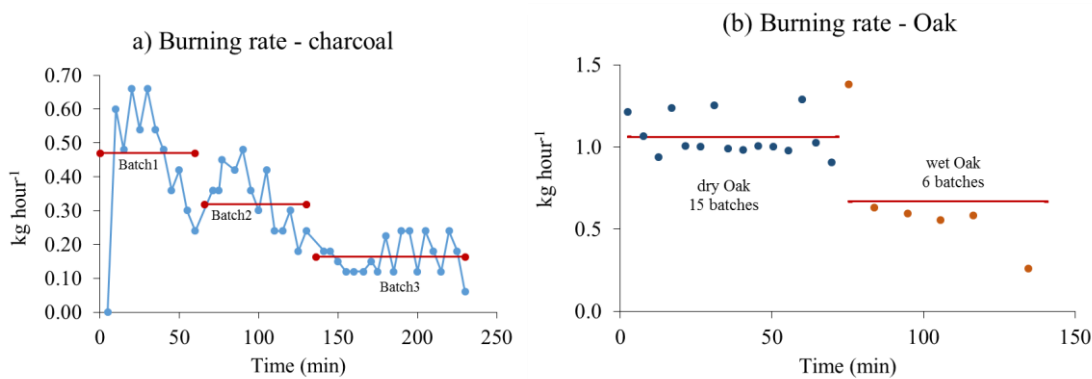 a) Burning rate - charcoal
kg hour-1
0.70
0.60
0.50
0.40
0.30
0.20
0.10
0.00
Batch1
Batch2
Batch3
0
50
100
150
200
250
Time (min)
(b) Burning rate - Oak
kg hour-1
1.5
1.0
0.5
0.0
dry Oak
15 batches
wet Oak
6 batches
0
50
100
150
Time (min)